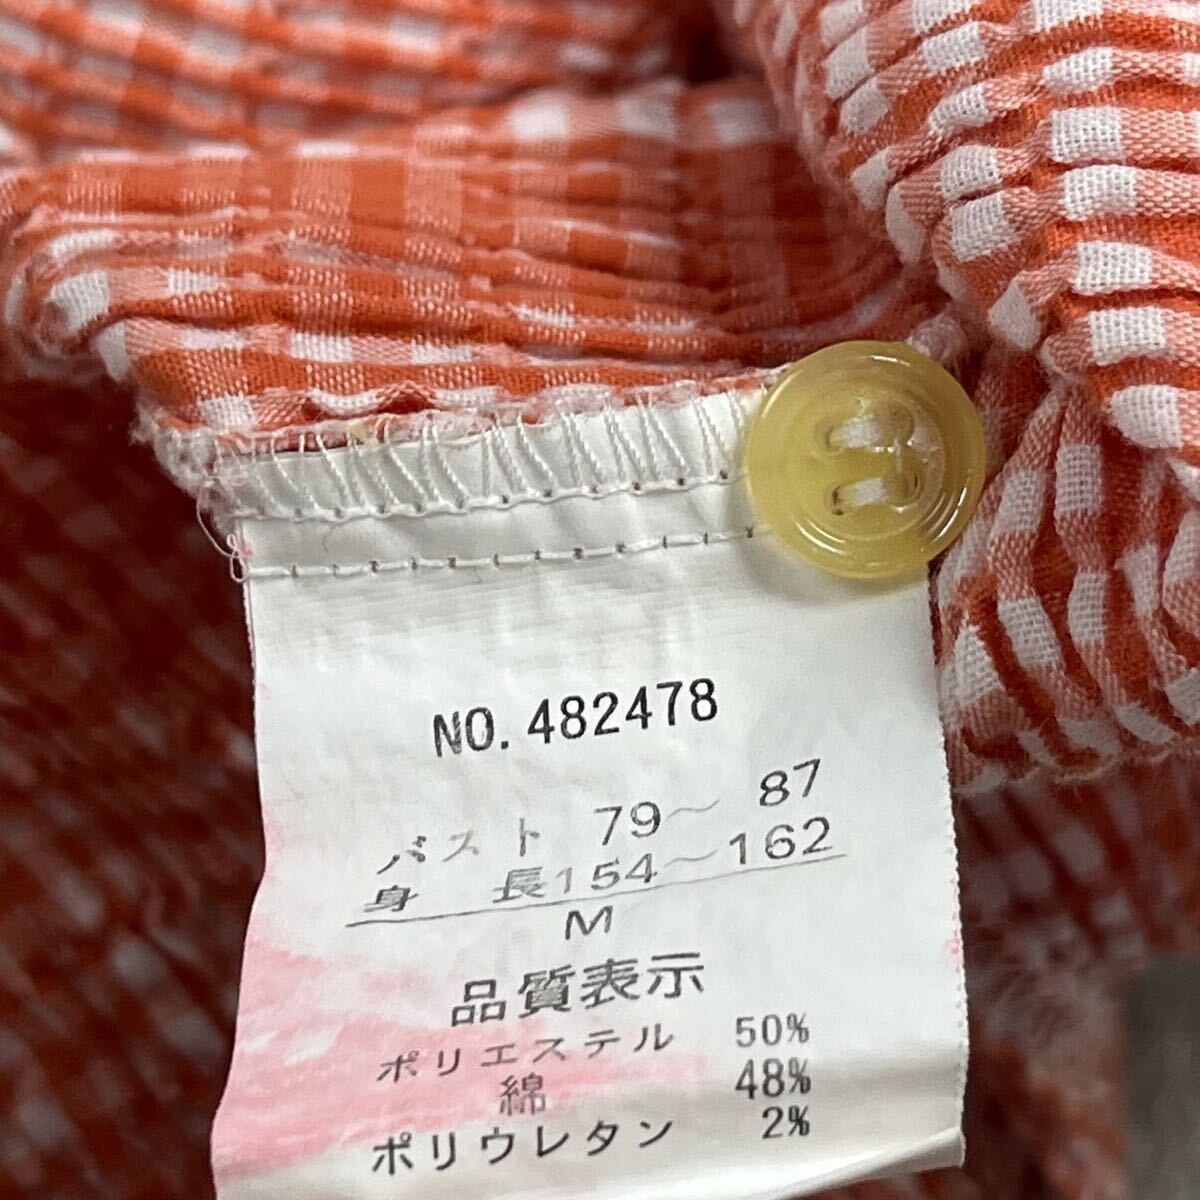 NO.482478
バスト 79～ 87
身 長154～162
M
品質表示
ポリエステル 50%
綿 48%
ポリウレタン 2%